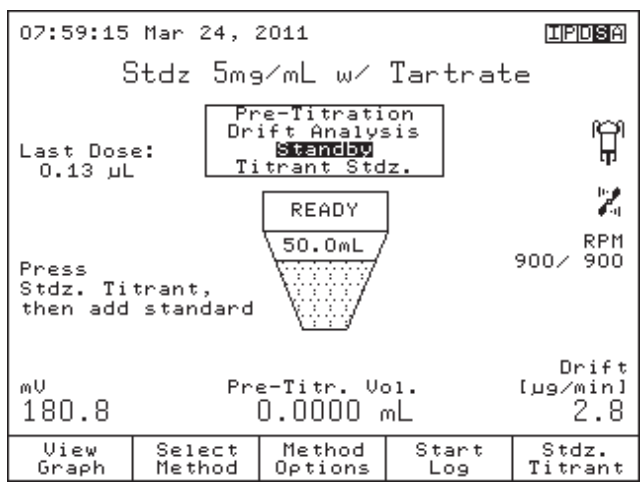 07:59:15 Mar 24, 2011 IPDSA
Stdz 5mg/mL w/ Tartrate
Pre-Titration
Drift Analysis
Standby
Titrant Stdz.
Last Dose:
0.13 µL
READY
50.0mL
RPM
900/ 900
Press
Stdz. Titrant,
then add standard
mV
180.8
Pre-Titr. Vol.
0.0000 mL
Drift
[µg/min]
2.8
View
Graph
Select
Method
Method
Options
Start
Log
Stdz.
Titrant